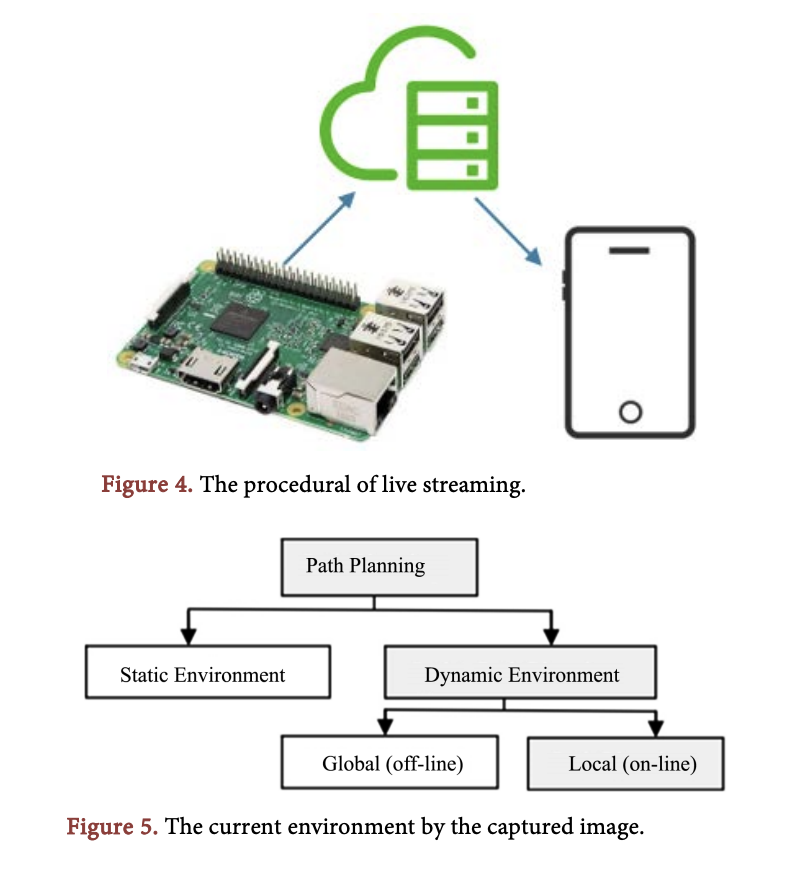 Figure 4. The procedural of live streaming.
Path Planning
Static Environment
Dynamic Environment
Global (off-line)
Local (on-line)
Figure 5. The current environment by the captured image.